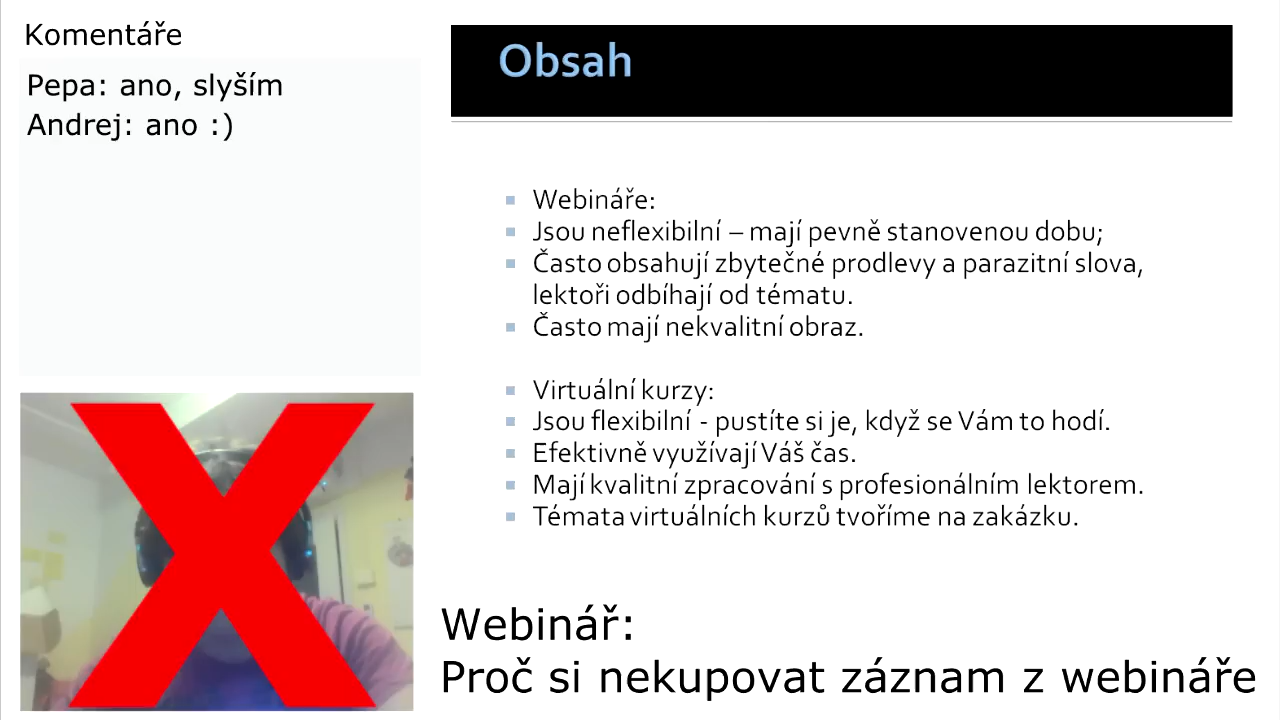 Komentáře
Pepa: ano, slyším
Andrej: ano :)
Obsah
Webináře:
Jsou neflexibilní – mají pevně stanovenou dobu;
Často obsahují zbytečné prodlevy a parazitní slova,
lektoři odbíhají od tématu.
Často mají nekvalitní obraz.
Virtuální kurzy:
Jsou flexibilní - pustíte si je, když se Vám to hodí.
Efektivně využívají Váš čas.
Mají kvalitní zpracování s profesionálním lektorem.
Témata virtuálních kurzů tvoříme na zakázku.
Webinář:
Proč si nekupovat záznam z webináře